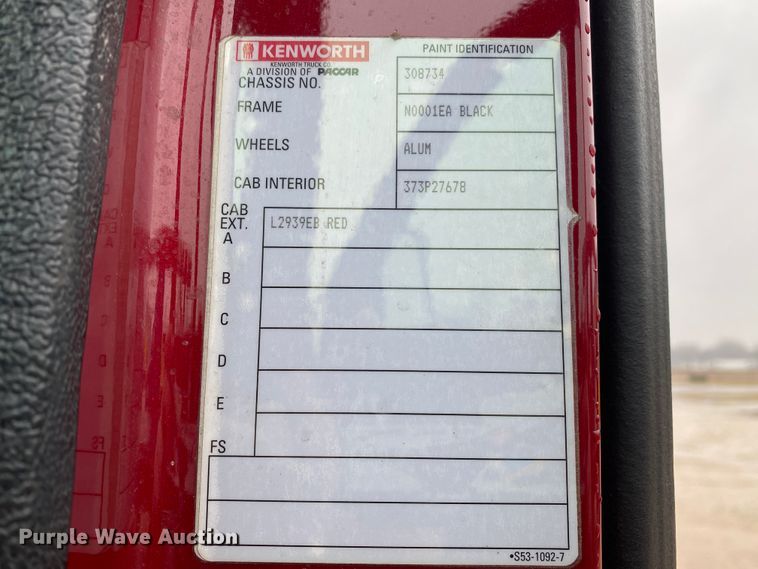 KENWORTH
PAINT IDENTIFICATION
KENWORTH TRUCK CO.
A DIVISION OF PACCAR
CHASSIS NO. 308734
FRAME N0001EA BLACK
WHEELS ALUM
CAB INTERIOR 373P27678
CAB
EXT. L2939EB RED
A
B
C
D
E
FS
•S53-1092-7
Purple Wave Auction